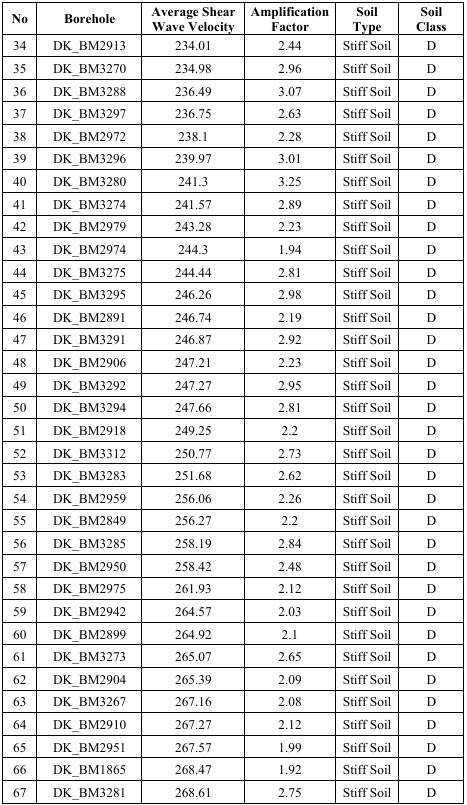 No Borehole Average Shear Wave Velocity Amplification Factor Soil Type Soil Class
34 DK_BM2913 234.01 2.44 Stiff Soil D
35 DK_BM3270 234.98 2.96 Stiff Soil D
36 DK_BM3288 236.49 3.07 Stiff Soil D
37 DK_BM3297 236.75 2.63 Stiff Soil D
38 DK_BM2972 238.1 2.28 Stiff Soil D
39 DK_BM3296 239.97 3.01 Stiff Soil D
40 DK_BM3280 241.3 3.25 Stiff Soil D
41 DK_BM3274 241.57 2.89 Stiff Soil D
42 DK_BM2979 243.28 2.23 Stiff Soil D
43 DK_BM2974 244.3 1.94 Stiff Soil D
44 DK_BM3275 244.44 2.81 Stiff Soil D
45 DK_BM3295 246.26 2.98 Stiff Soil D
46 DK_BM2891 246.74 2.19 Stiff Soil D
47 DK_BM3291 246.87 2.92 Stiff Soil D
48 DK_BM2906 247.21 2.23 Stiff Soil D
49 DK_BM3292 247.27 2.95 Stiff Soil D
50 DK_BM3294 247.66 2.81 Stiff Soil D
51 DK_BM2918 249.25 2.2 Stiff Soil D
52 DK_BM3312 250.77 2.73 Stiff Soil D
53 DK_BM3283 251.68 2.62 Stiff Soil D
54 DK_BM2959 256.06 2.26 Stiff Soil D
55 DK_BM2849 256.27 2.2 Stiff Soil D
56 DK_BM3285 258.19 2.84 Stiff Soil D
57 DK_BM2950 258.42 2.48 Stiff Soil D
58 DK_BM2975 261.93 2.12 Stiff Soil D
59 DK_BM2942 264.57 2.03 Stiff Soil D
60 DK_BM2899 264.92 2.1 Stiff Soil D
61 DK_BM3273 265.07 2.65 Stiff Soil D
62 DK_BM2904 265.39 2.09 Stiff Soil D
63 DK_BM3267 267.16 2.08 Stiff Soil D
64 DK_BM2910 267.27 2.12 Stiff Soil D
65 DK_BM2951 267.57 1.99 Stiff Soil D
66 DK_BM1865 268.47 1.92 Stiff Soil D
67 DK_BM3281 268.61 2.75 Stiff Soil D